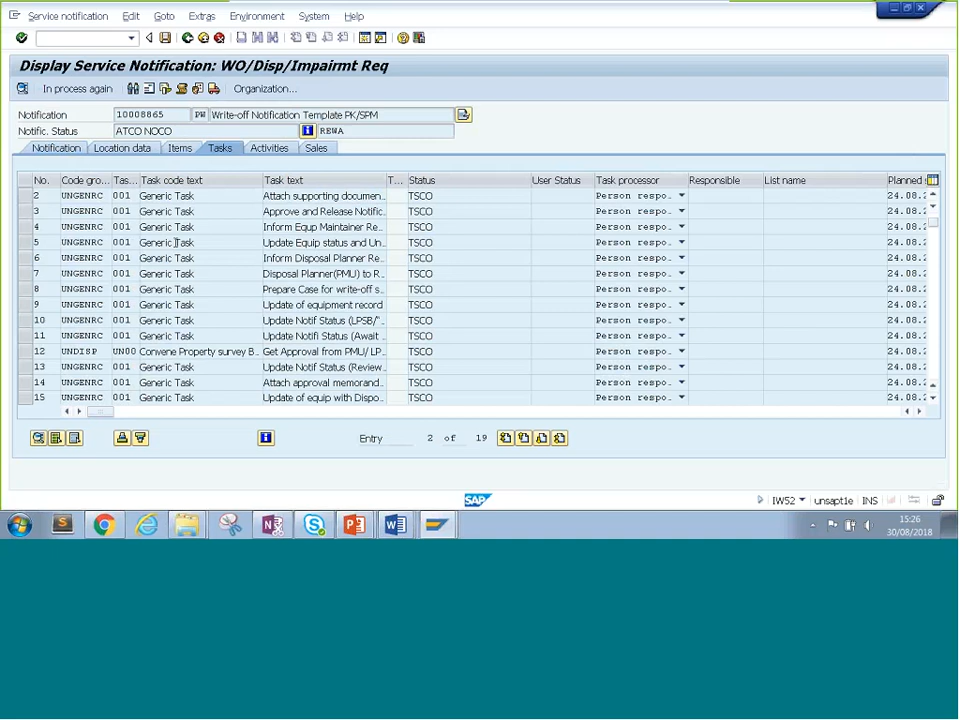 Service notification Edit Goto Extras Environment System Help
Display Service Notification: WO/Disp/Impairmt Req
In process again Organization...
Notification 10008865 PW Write-off Notification Template PK/SPM
Notific. Status ATCO NOCO REWA
Notification Location data Items Tasks Activities Sales
No. Code gro... Tas... Task code text Task text T... Status User Status Task processor Responsible List name Planned
2 UNGENRC 001 Generic Task Attach supporting documen.. TSCO Person respo.. 24.08.2
3 UNGENRC 001 Generic Task Approve and Release Notific.. TSCO Person respo.. 24.08.2
4 UNGENRC 001 Generic Task Inform Equp Maintainer Re.. TSCO Person respo.. 24.08.2
5 UNGENRC 001 Generic Task Update Equip status and Un.. TSCO Person respo.. 24.08.2
6 UNGENRC 001 Generic Task Inform Disposal Planner Re.. TSCO Person respo.. 24.08.2
7 UNGENRC 001 Generic Task Disposal Planner(PMU) to R.. TSCO Person respo.. 24.08.2
8 UNGENRC 001 Generic Task Prepare Case for write-off s.. TSCO Person respo.. 24.08.2
9 UNGENRC 001 Generic Task Update of equipment record TSCO Person respo.. 24.08.2
10 UNGENRC 001 Generic Task Update Notif Status (LPSB/".. TSCO Person respo.. 24.08.2
11 UNGENRC 001 Generic Task Update Notifi Status (Await .. TSCO Person respo.. 24.08.2
12 UNDISP UN00 Convene Property survey B.. Get Approval from PMU/ LP.. TSCO Person respo.. 24.08.2
13 UNGENRC 001 Generic Task Update Notif Status (Review.. TSCO Person respo.. 24.08.2
14 UNGENRC 001 Generic Task Attach approval memorand.. TSCO Person respo.. 24.08.2
15 UNGENRC 001 Generic Task Update of equip with Dispo.. TSCO Person respo.. 24.08.2
Entry 2 of 19
SAP IW52 unsapt1e INS
15:26
30/08/2018